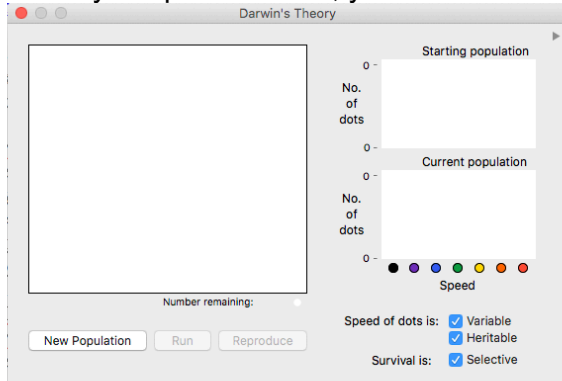 Darwin's Theory
Starting population
0 -
No.
of
dots
0 -
Current population
0 -
No.
of
dots
0 -
Speed
Number remaining:
Speed of dots is: Variable
Heritable
Survival is: Selective
New Population Run Reproduce